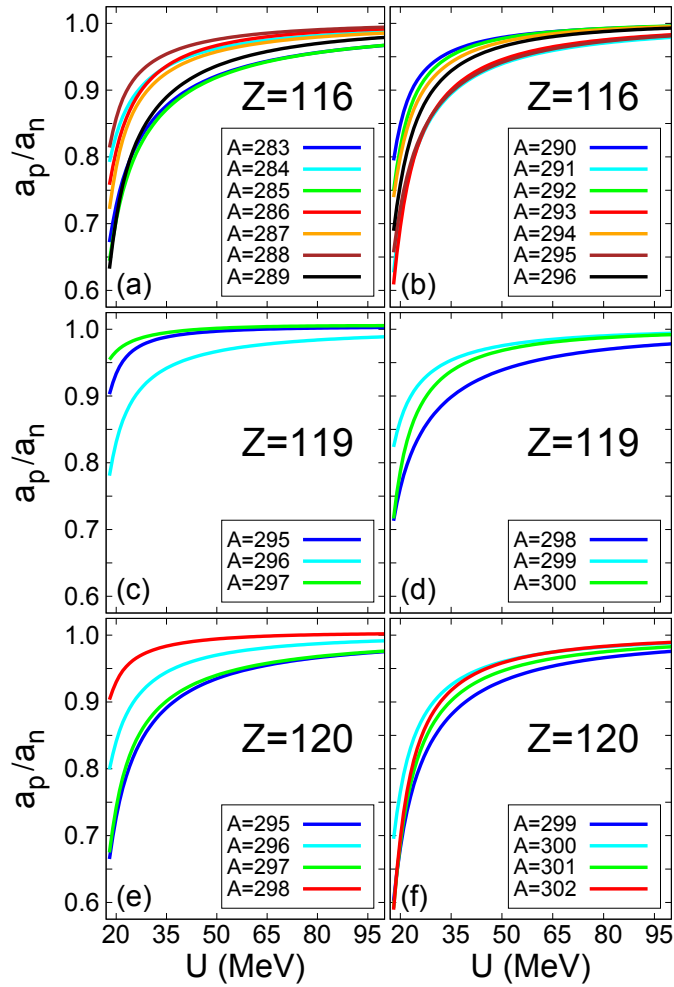 a_p/a_n
1.0
0.9
0.8
0.7
0.6
Z=116
A=283
A=284
A=285
A=286
A=287
A=288
A=289
(a)
Z=116
A=290
A=291
A=292
A=293
A=294
A=295
A=296
(b)
a_p/a_n
1.0
0.9
0.8
0.7
0.6
Z=119
A=295
A=296
A=297
(c)
Z=119
A=298
A=299
A=300
(d)
a_p/a_n
1.0
0.9
0.8
0.7
0.6
Z=120
A=295
A=296
A=297
A=298
(e)
Z=120
A=299
A=300
A=301
A=302
(f)
20 35 50 65 80 95
20 35 50 65 80 95
U (MeV)
U (MeV)